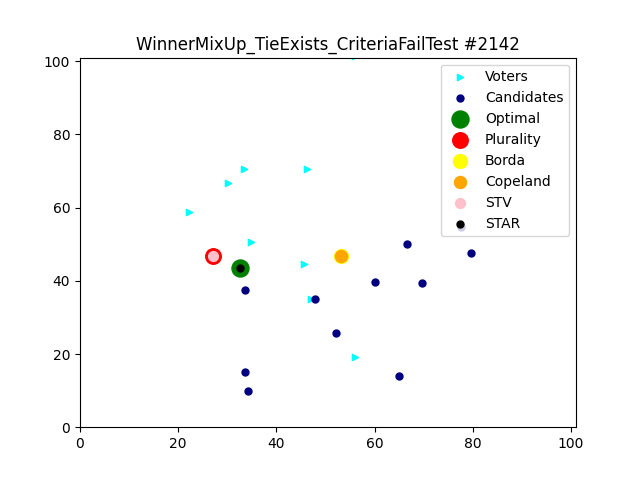 WinnerMixUp_TieExists_CriteriaFailTest #2142
100
80
60
40
20
0
0 20 40 60 80 100
Voters
Candidates
Optimal
Plurality
Borda
Copeland
STV
STAR